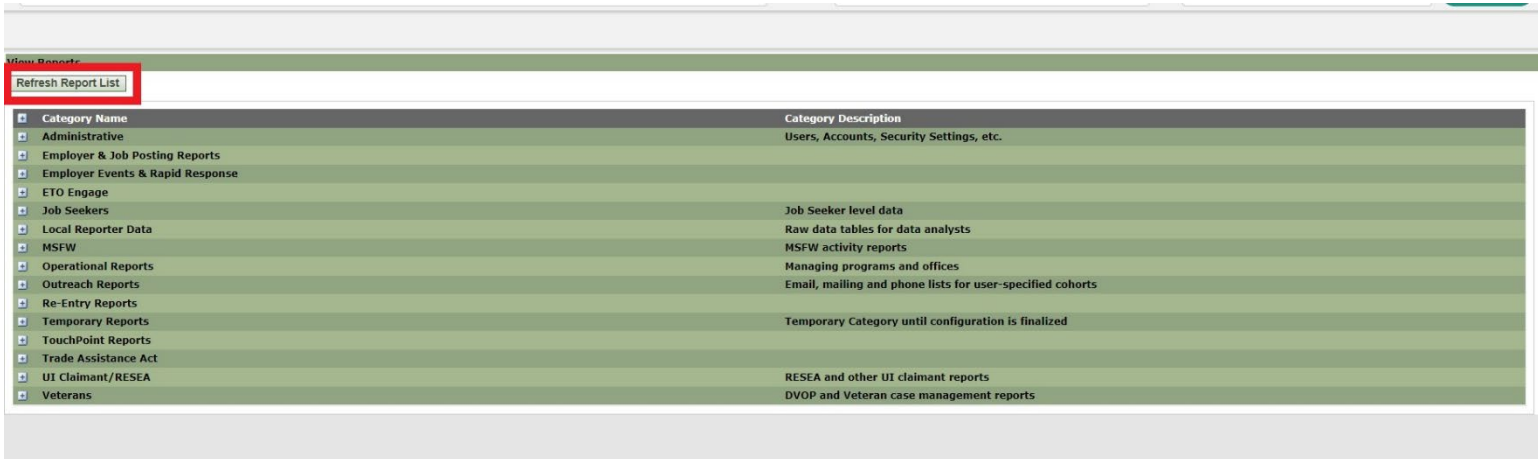 View Reports
Refresh Report List
Category Name Category Description
Administrative Users, Accounts, Security Settings, etc.
Employer & Job Posting Reports
Employer Events & Rapid Response
ETO Engage
Job Seekers Job Seeker level data
Local Reporter Data Raw data tables for data analysts
MSFW MSFW activity reports
Operational Reports Managing programs and offices
Outreach Reports Email, mailing and phone lists for user-specified cohorts
Re-Entry Reports
Temporary Reports Temporary Category until configuration is finalized
TouchPoint Reports
Trade Assistance Act
UI Claimant/RESEA RESEA and other UI claimant reports
Veterans DVOP and Veteran case management reports